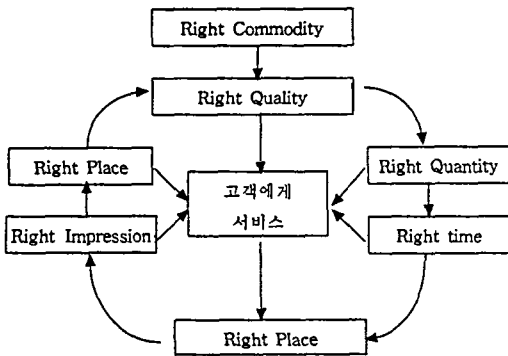 Right Commodity
Right Quality
Right Place
Right Quantity
고객에게
서비스
Right Impression
Right time
Right Place